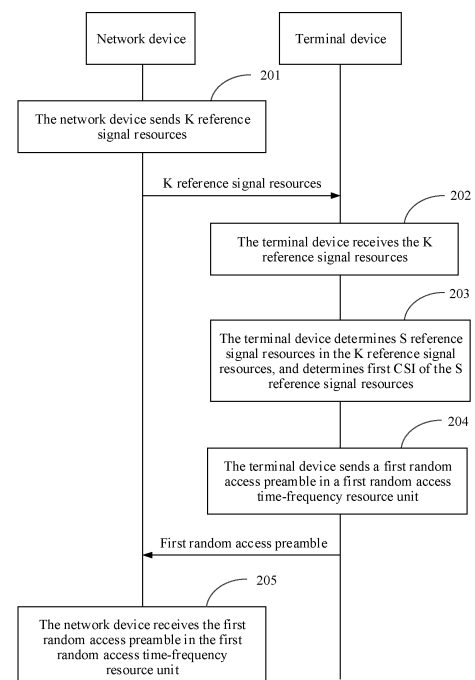 Network device
Terminal device
201
The network device sends K reference
signal resources
K reference signal resources
202
The terminal device receives the K
reference signal resources
203
The terminal device determines S reference
signal resources in the K reference signal
resources, and determines first CSI of the S
reference signal resources
204
The terminal device sends a first random
access preamble in a first random access
time-frequency resource unit
First random access preamble
205
The network device receives the first
random access preamble in the first
random access time-frequency
resource unit